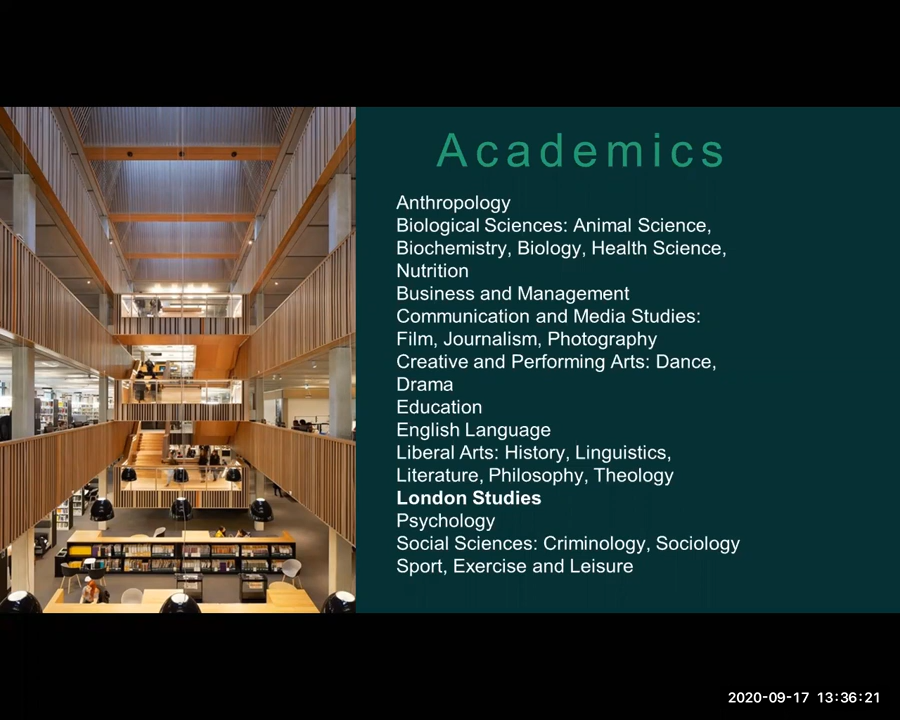 Academics
Anthropology
Biological Sciences: Animal Science,
Biochemistry, Biology, Health Science,
Nutrition
Business and Management
Communication and Media Studies:
Film, Journalism, Photography
Creative and Performing Arts: Dance,
Drama
Education
English Language
Liberal Arts: History, Linguistics,
Literature, Philosophy, Theology
London Studies
Psychology
Social Sciences: Criminology, Sociology
Sport, Exercise and Leisure
2020-09-17 13:36:21